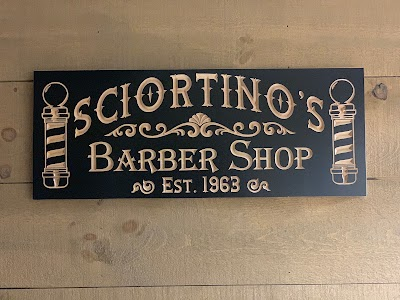 SCIORTINO'S
BARBER SHOP
EST. 1963